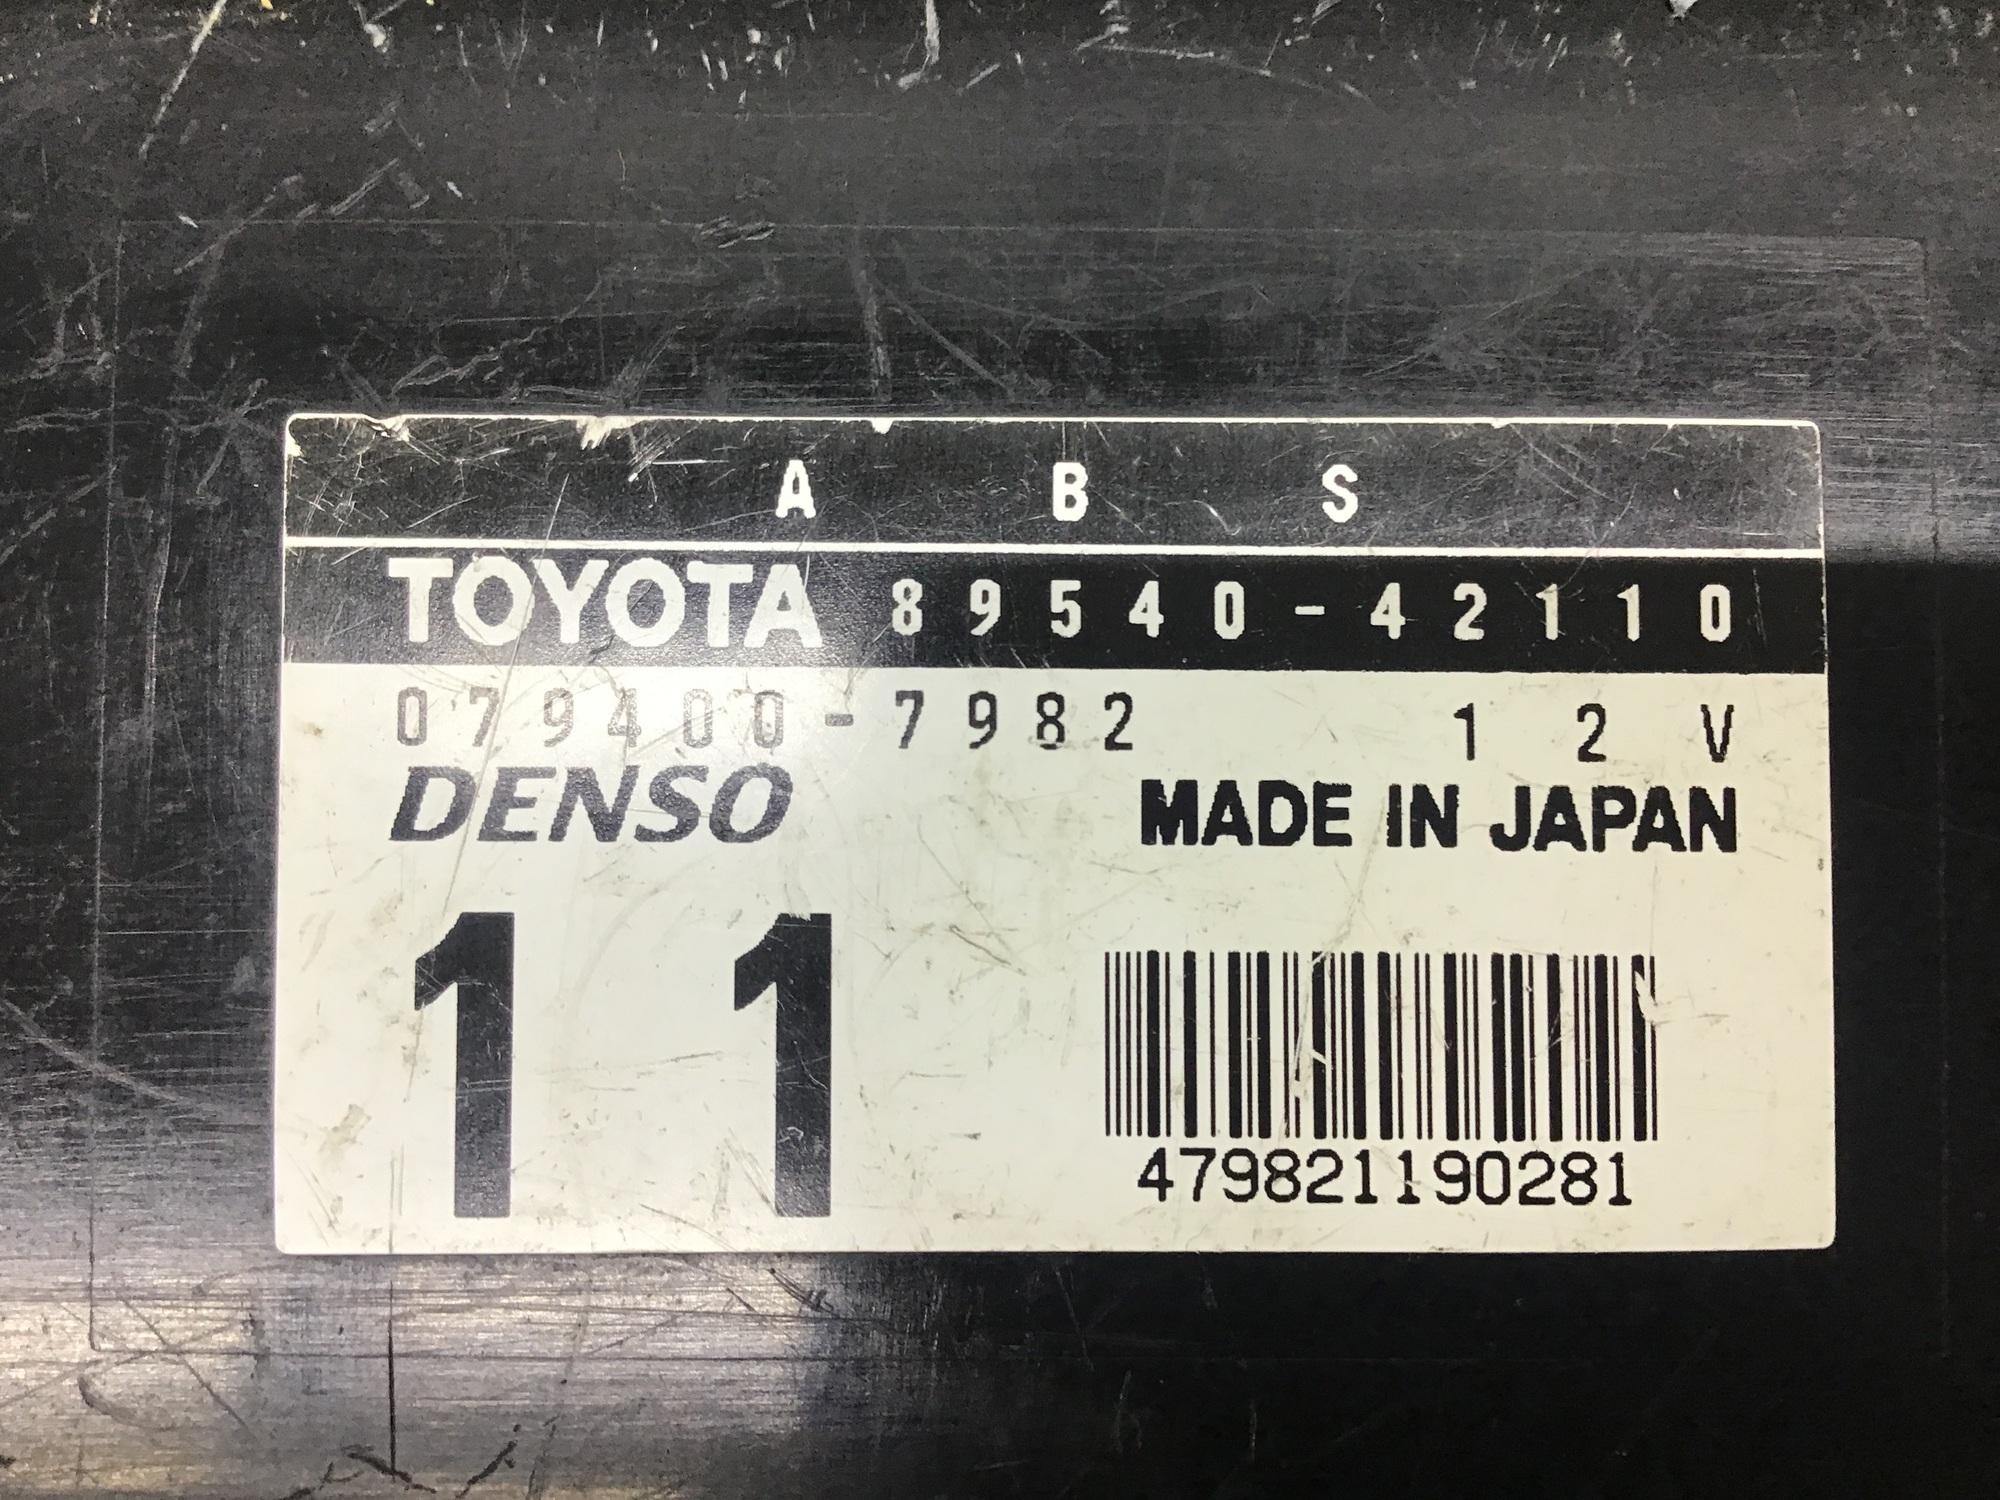 A B S
TOYOTA 89540-42110
079400-7982 12V
DENSO MADE IN JAPAN
11
479821190281